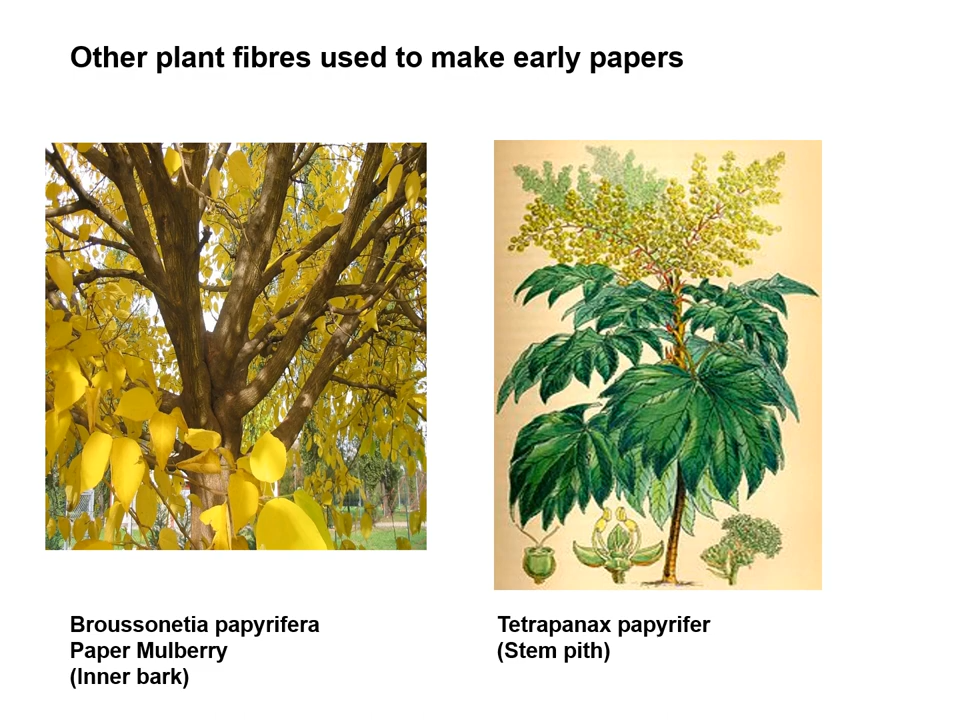 Other plant fibres used to make early papers
Broussonetia papyrifera
Paper Mulberry
(Inner bark)
Tetrapanax papyrifer
(Stem pith)